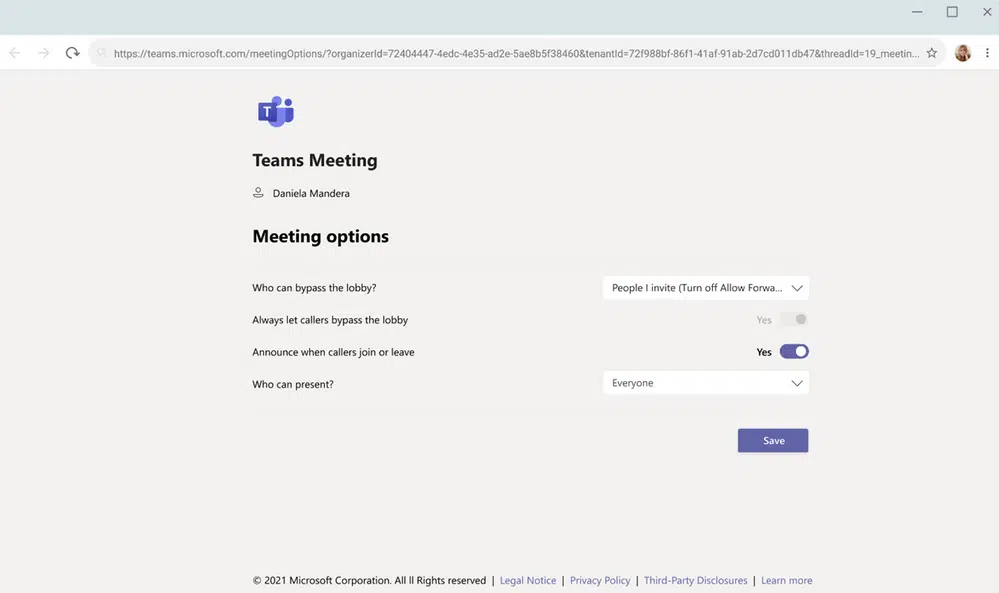 https://teams.microsoft.com/meetingOptions/?organizerId=72404447-4edc-4e35-ad2e-5ae8b5f38460&tenantId=72f988bf-86f1-41af-91ab-2d7cd011db47&threadId=19_meetin...
T
Teams Meeting
Daniela Mandera
Meeting options
Who can bypass the lobby? People I invite (Turn off Allow Forwa...
Always let callers bypass the lobby Yes
Announce when callers join or leave Yes
Who can present? Everyone
Save
© 2021 Microsoft Corporation. All ll Rights reserved | Legal Notice | Privacy Policy | Third-Party Disclosures | Learn more